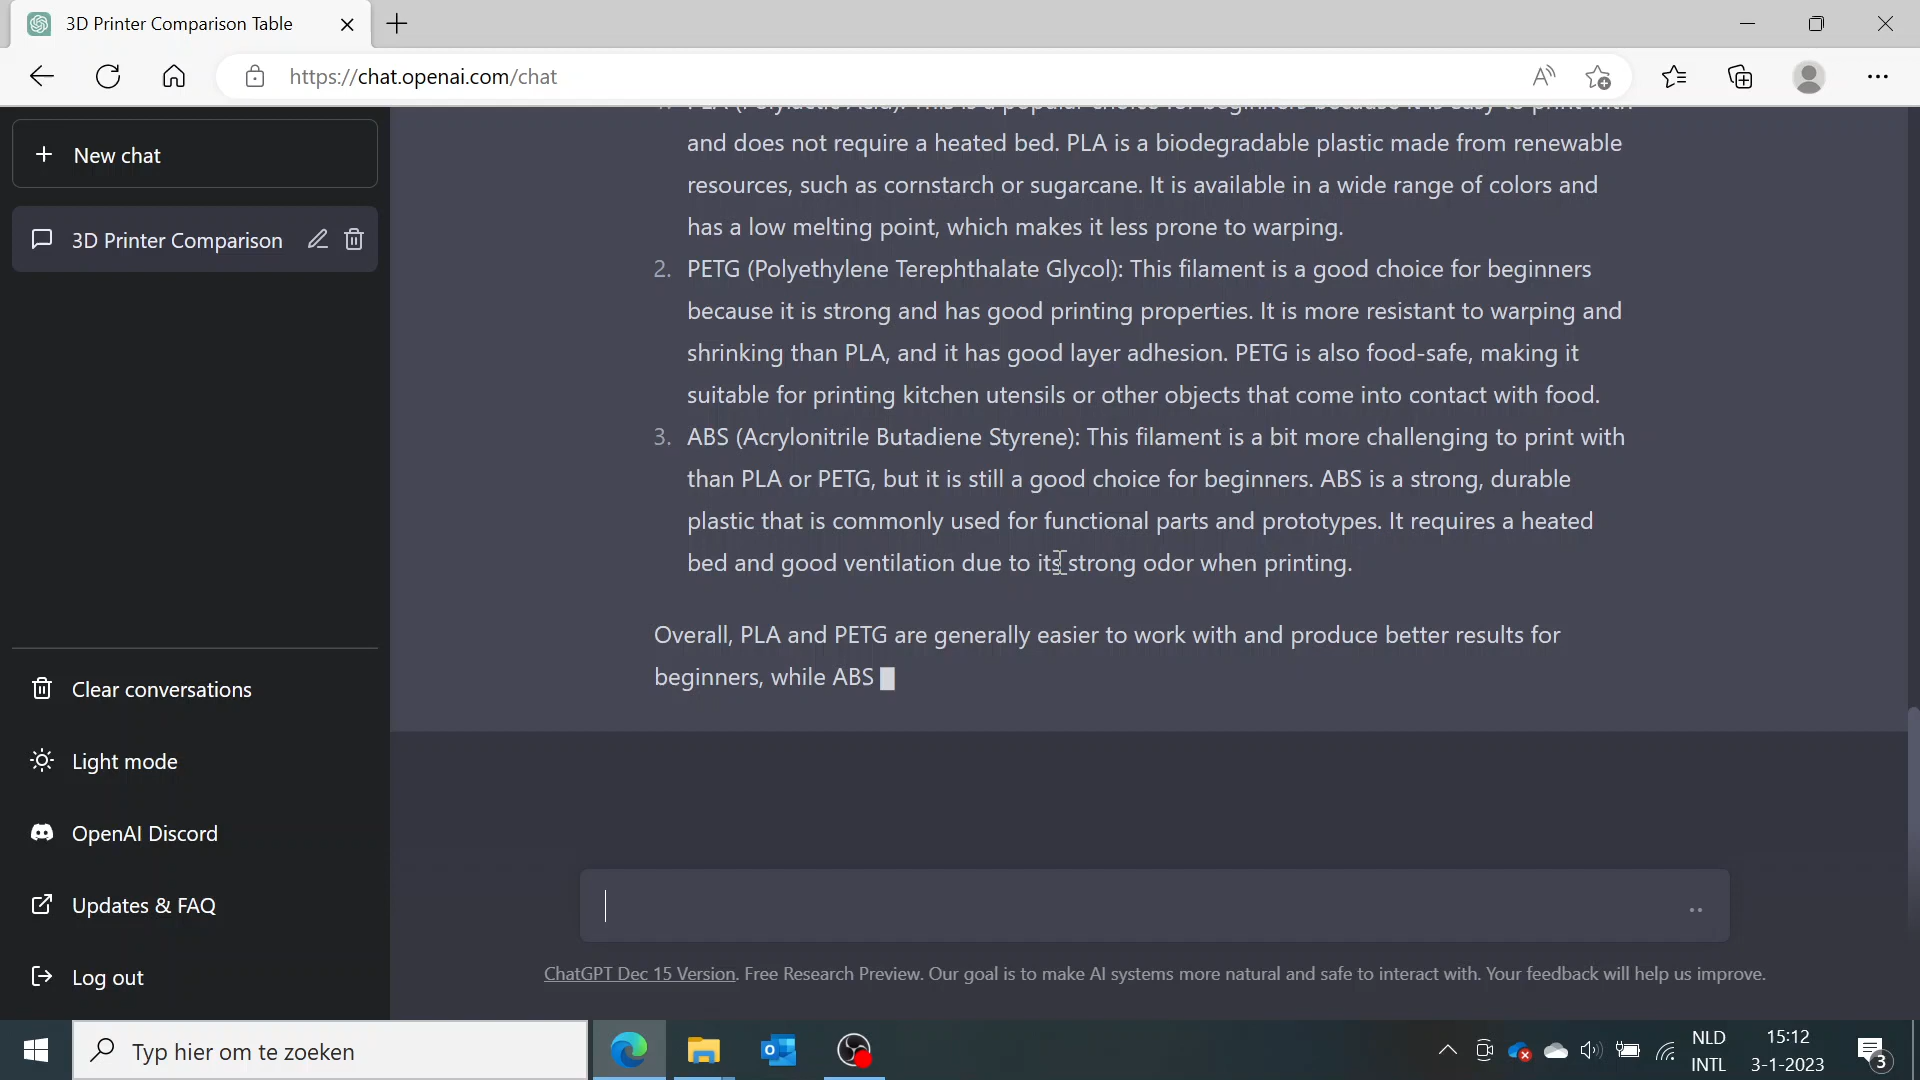 3D Printer Comparison Table
https://chat.openai.com/chat
New chat
3D Printer Comparison
and does not require a heated bed. PLA is a biodegradable plastic made from renewable
resources, such as cornstarch or sugarcane. It is available in a wide range of colors and
has a low melting point, which makes it less prone to warping.
2. PETG (Polyethylene Terephthalate Glycol): This filament is a good choice for beginners
because it is strong and has good printing properties. It is more resistant to warping and
shrinking than PLA, and it has good layer adhesion. PETG is also food-safe, making it
suitable for printing kitchen utensils or other objects that come into contact with food.
3. ABS (Acrylonitrile Butadiene Styrene): This filament is a bit more challenging to print with
than PLA or PETG, but it is still a good choice for beginners. ABS is a strong, durable
plastic that is commonly used for functional parts and prototypes. It requires a heated
bed and good ventilation due to its strong odor when printing.
Overall, PLA and PETG are generally easier to work with and produce better results for
beginners, while ABS
Clear conversations
Light mode
OpenAI Discord
Updates & FAQ
Log out
ChatGPT Dec 15 Version. Free Research Preview. Our goal is to make AI systems more natural and safe to interact with. Your feedback will help us improve.
Typ hier om te zoeken
NLD
INTL
15:12
3-1-2023
3